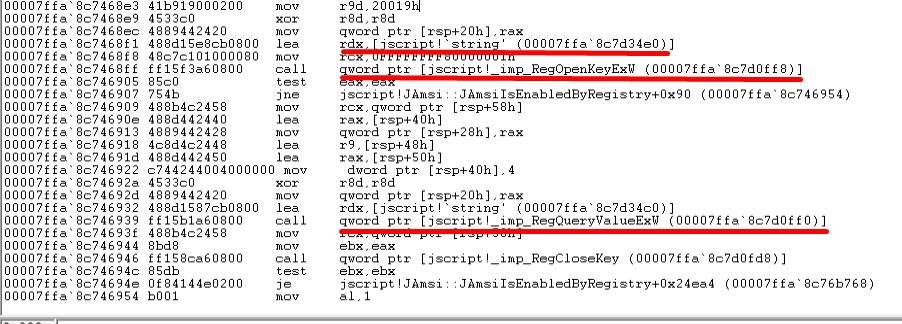 00007ffa`8c7468e3 41b919000200 mov r9d,20019h
00007ffa`8c7468e9 4533c0 xor r8d,r8d
00007ffa`8c7468ec 4889442420 mov qword ptr [rsp+20h],rax
00007ffa`8c7468f1 488d15e8cb0800 lea rdx,[jscript!`string' (00007ffa`8c7d34e0)]
00007ffa`8c7468f8 48c7c101000080 mov rcx,0FFFFFFFF80000001h
00007ffa`8c7468ff ff15f3a60800 call qword ptr [jscript!_imp_RegOpenKeyExW (00007ffa`8c7d0ff8)]
00007ffa`8c746905 85c0 test eax,eax
00007ffa`8c746907 754b jne jscript!JAmsi::JAmsiIsEnabledByRegistry+0x90 (00007ffa`8c746954)
00007ffa`8c746909 488b4c2458 mov rcx,qword ptr [rsp+58h]
00007ffa`8c74690e 488d442440 lea rax,[rsp+40h]
00007ffa`8c746913 4889442428 mov qword ptr [rsp+28h],rax
00007ffa`8c746918 4c8d4c2448 lea r9,[rsp+48h]
00007ffa`8c74691d 488d442450 lea rax,[rsp+50h]
00007ffa`8c746922 c744244004000000 mov dword ptr [rsp+40h],4
00007ffa`8c74692a 4533c0 xor r8d,r8d
00007ffa`8c74692d 4889442420 mov qword ptr [rsp+20h],rax
00007ffa`8c746932 488d1587cb0800 lea rdx,[jscript!`string' (00007ffa`8c7d34c0)]
00007ffa`8c746939 ff15b1a60800 call qword ptr [jscript!_imp_RegQueryValueExW (00007ffa`8c7d0ff0)]
00007ffa`8c74693f 488b4c2458 mov rcx,qword ptr [rsp+58h]
00007ffa`8c746944 8bd8 mov ebx,eax
00007ffa`8c746946 ff158ca60800 call qword ptr [jscript!_imp_RegCloseKey (00007ffa`8c7d0fd8)]
00007ffa`8c74694c 85db test ebx,ebx
00007ffa`8c74694e 0f84144e0200 je jscript!JAmsi::JAmsiIsEnabledByRegistry+0x24ea4 (00007ffa`8c76b768)
00007ffa`8c746954 b001 mov al,1